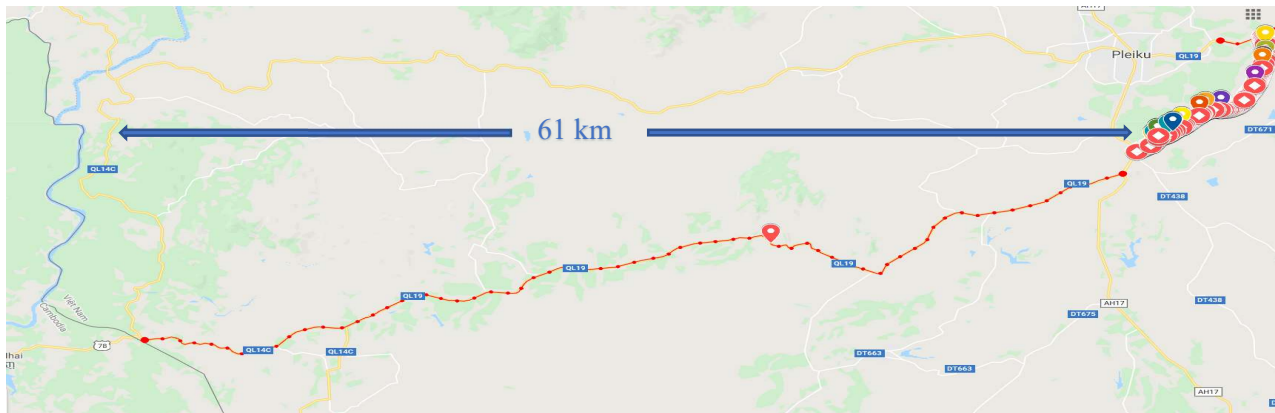 AH17
Pleiku
QL19
61 km
DT671
QL14C
QL19
DT438
QL19
QL19
Việt Nam
Cambodia
QL19
AH17
DT438
DT675
78
QL14C
QL14C
DT663
DT663
AH17